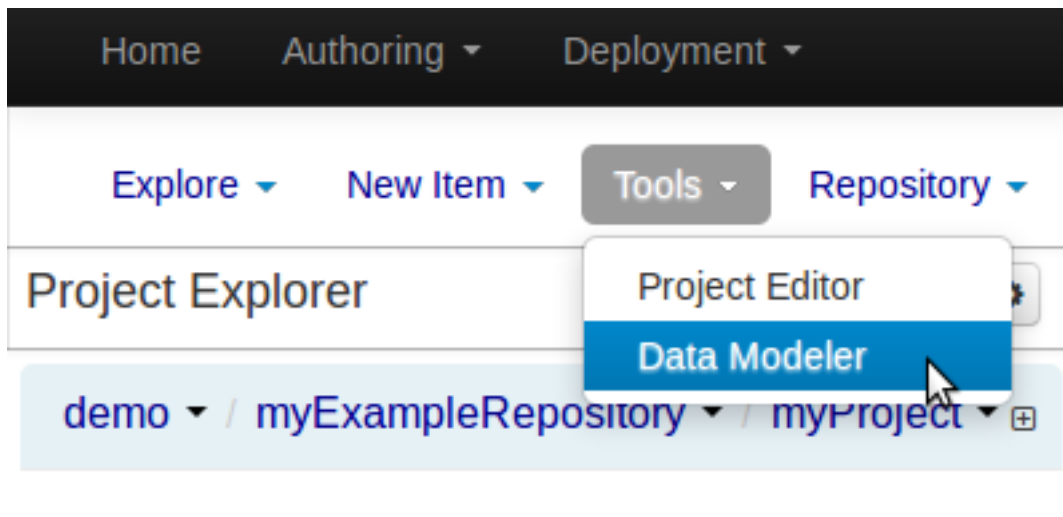 Home Authoring Deployment
Explore New Item Tools Repository
Project Explorer
Project Editor
Data Modeler
demo / myExampleRepository / myProject